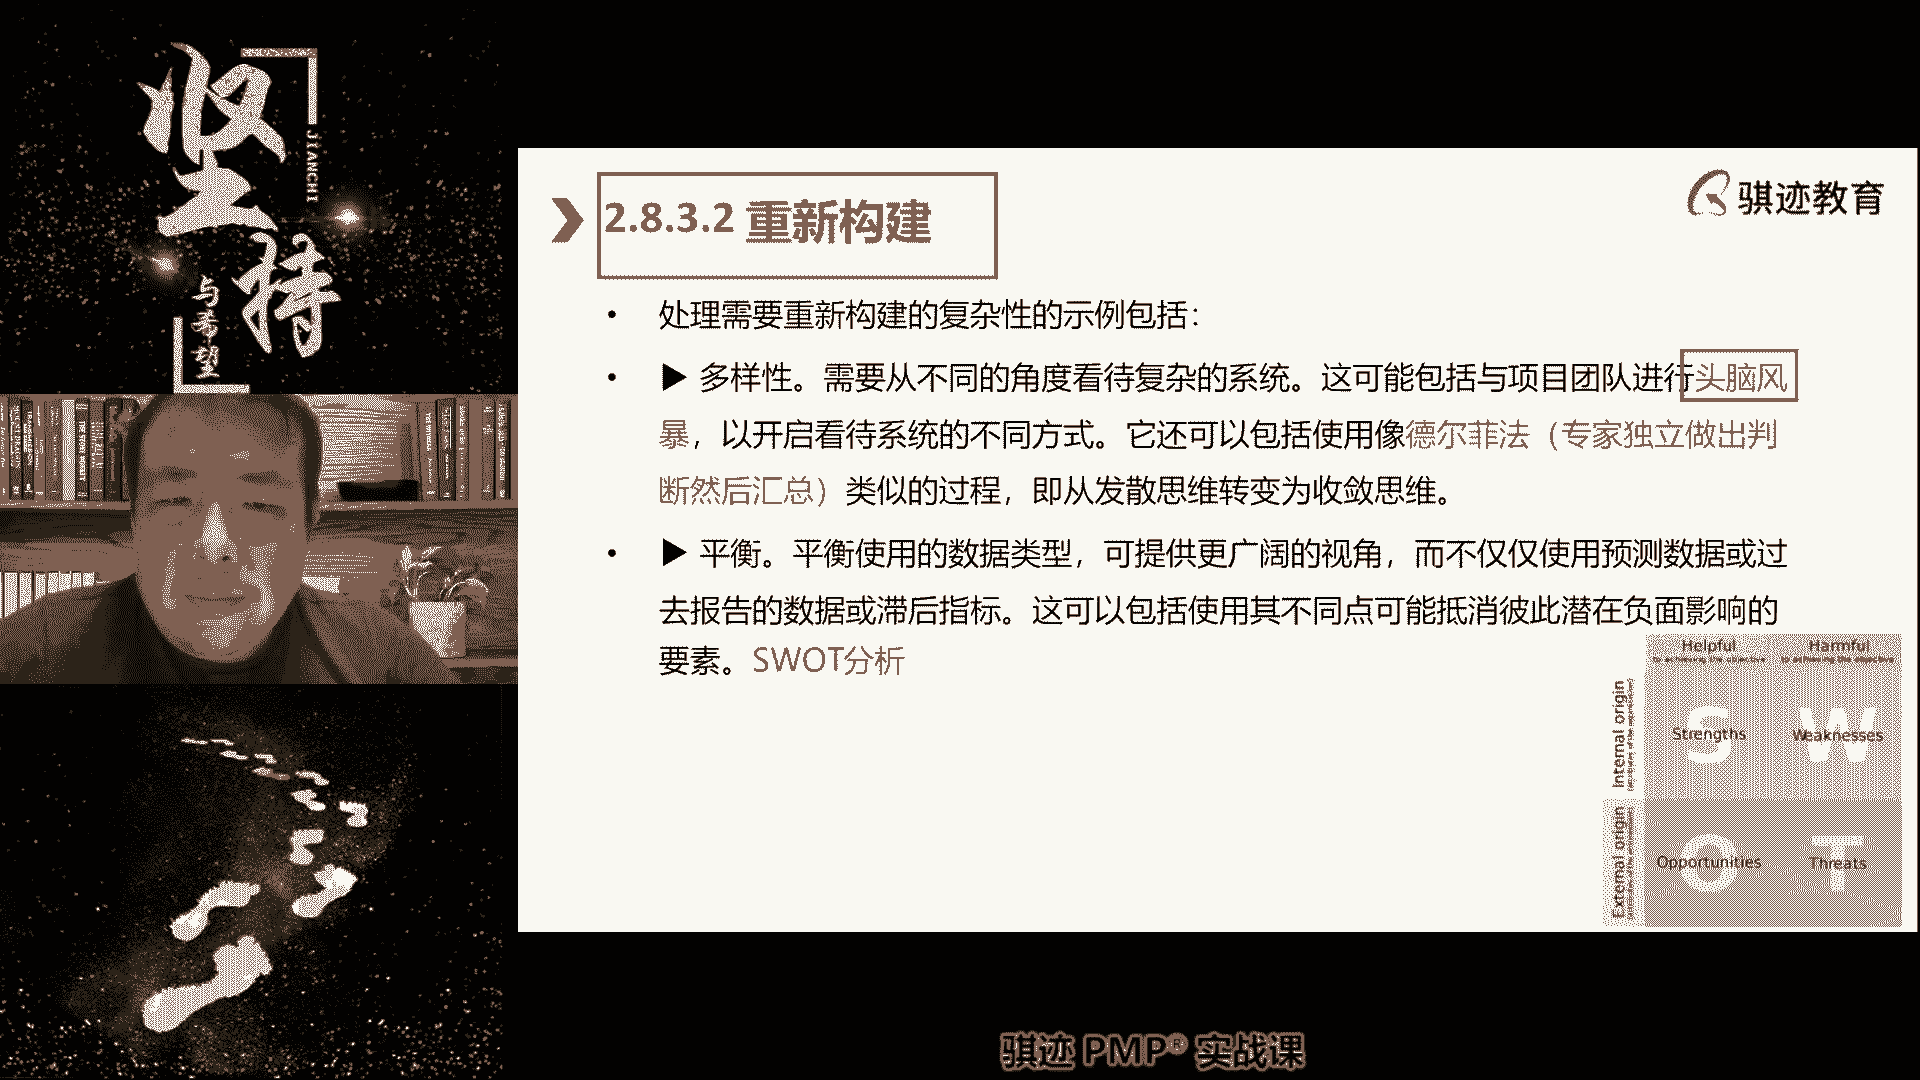 坚持
JIANCHI
与希望
2.8.3.2 重新构建
骐迹教育
• 处理需要重新构建的复杂性的示例包括：
• ▶ 多样性。需要从不同的角度看待复杂的系统。这可能包括与项目团队进行头脑风
暴，以开启看待系统的不同方式。它还可以包括使用像德尔菲法（专家独立做出判
断然后汇总）类似的过程，即从发散思维转变为收敛思维。
• ▶ 平衡。平衡使用的数据类型，可提供更广阔的视角，而不仅仅使用预测数据或过
去报告的数据或滞后指标。这可以包括使用其不同点可能抵消彼此潜在负面影响的
要素。SWOT分析
Helpful
Harmful
Internal origin
S
Strengths
W
Weaknesses
External origin
O
Opportunities
T
Threats
骐迹 PMP® 实战课